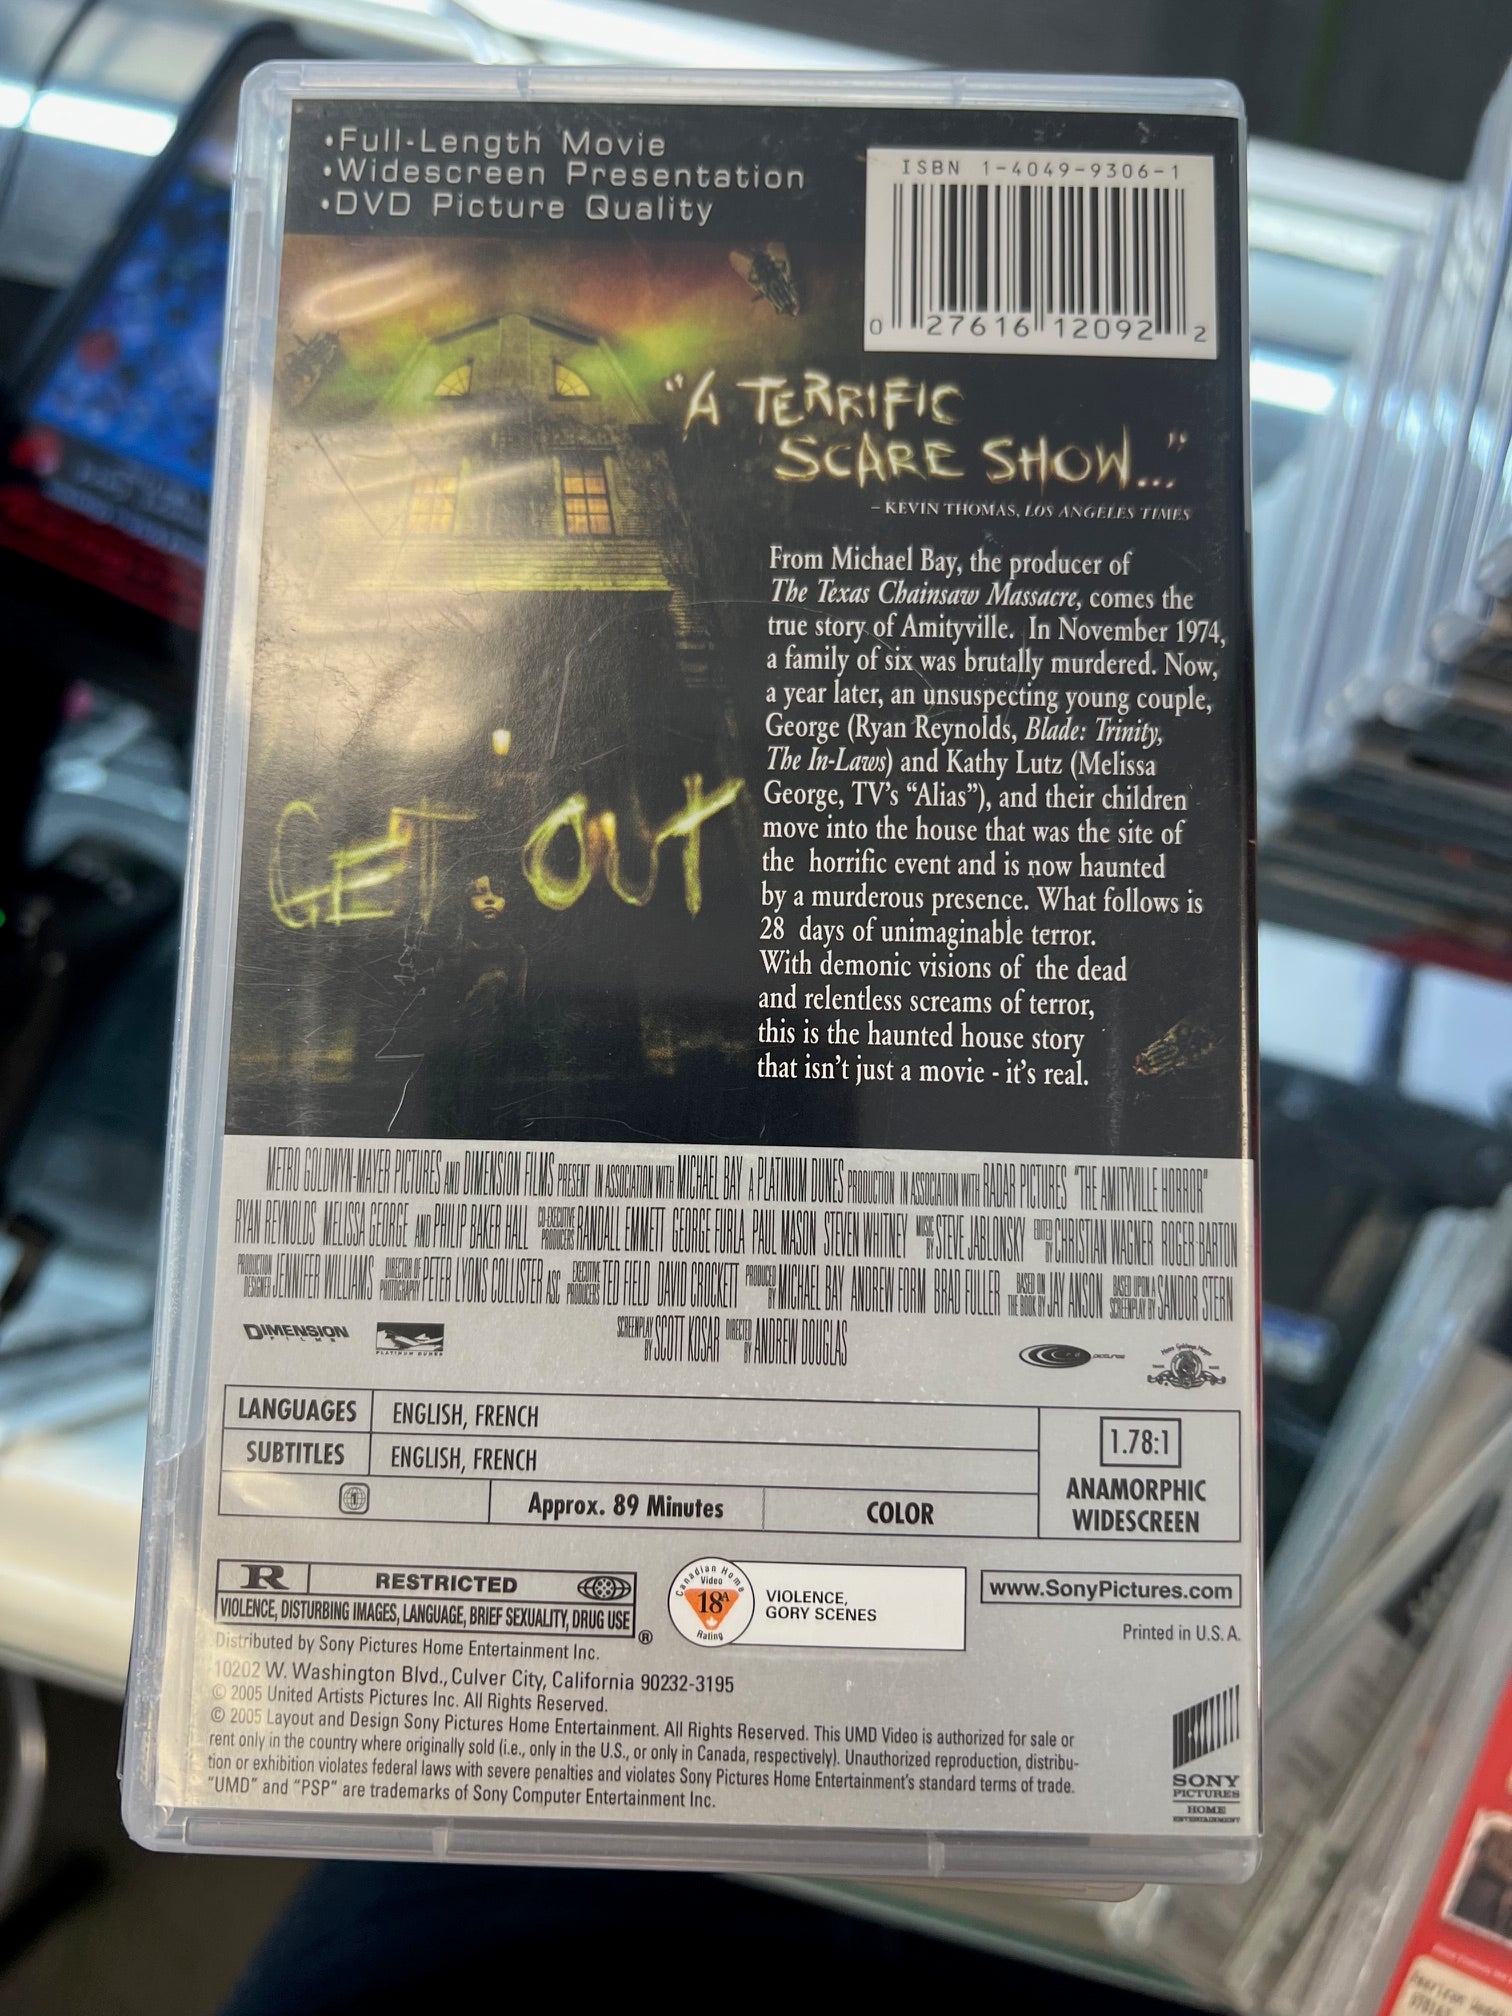 •Full-Length Movie
•Widescreen Presentation
•DVD Picture Quality
ISBN 1-4049-9306-1
0 27616 12092 2
"A TERRIFIC
SCARE SHOW..."
– KEVIN THOMAS, LOS ANGELES TIMES
From Michael Bay, the producer of
The Texas Chainsaw Massacre, comes the
true story of Amityville. In November 1974,
a family of six was brutally murdered. Now,
a year later, an unsuspecting young couple,
George (Ryan Reynolds, Blade: Trinity,
The In-Laws) and Kathy Lutz (Melissa
George, TV's "Alias"), and their children
move into the house that was the site of
the horrific event and is now haunted
by a murderous presence. What follows is
28 days of unimaginable terror.
With demonic visions of the dead
and relentless screams of terror,
this is the haunted house story
that isn't just a movie - it's real.
GET OUT
METRO GOLDWYN-MAYER PICTURES AND DIMENSION FILMS PRESENT IN ASSOCIATION WITH MICHAEL BAY A PLATINUM DUNES PRODUCTION IN ASSOCIATION WITH RADAR PICTURES "THE AMITYVILLE HORROR"
RYAN REYNOLDS MELISSA GEORGE AND PHILIP BAKER HALL CO-EXECUTIVE PRODUCERS RANDALL EMMETT GEORGE FURLA PAUL MASON STEVEN WHITNEY MUSIC BY STEVE JABLONSKY EDITED BY CHRISTIAN WAGNER ROGER BARTON
PRODUCTION DESIGNER JENNIFER WILLIAMS DIRECTOR OF PHOTOGRAPHY PETER LYONS COLLISTER ASC EXECUTIVE PRODUCERS TED FIELD DAVID CROCKETT PRODUCED BY MICHAEL BAY ANDREW FORM BRAD FULLER BASED ON THE BOOK BY JAY ANSON BASED UPON A SCREENPLAY BY SANDOR STERN
SCREENPLAY BY SCOTT KOSAR DIRECTED BY ANDREW DOUGLAS
DIMENSION
FILMS
PLATINUM DUNES
LANGUAGES ENGLISH, FRENCH
SUBTITLES ENGLISH, FRENCH
1
Approx. 89 Minutes
COLOR
1.78:1
ANAMORPHIC
WIDESCREEN
R RESTRICTED
VIOLENCE, DISTURBING IMAGES, LANGUAGE, BRIEF SEXUALITY, DRUG USE
®
Canadian Home
Video
18A
Rating
VIOLENCE,
GORY SCENES
www.SonyPictures.com
Printed in U.S.A.
Distributed by Sony Pictures Home Entertainment Inc.
10202 W. Washington Blvd., Culver City, California 90232-3195
© 2005 United Artists Pictures Inc. All Rights Reserved.
© 2005 Layout and Design Sony Pictures Home Entertainment. All Rights Reserved. This UMD Video is authorized for sale or
rent only in the country where originally sold (i.e., only in the U.S., or only in Canada, respectively). Unauthorized reproduction, distribu-
tion or exhibition violates federal laws with severe penalties and violates Sony Pictures Home Entertainment's standard terms of trade.
"UMD" and "PSP" are trademarks of Sony Computer Entertainment Inc.
SONY
PICTURES
HOME
ENTERTAINMENT